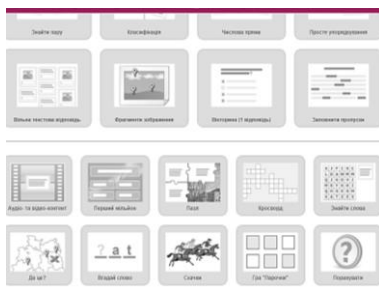 Знайти пару
Класифікація
Числова пряма
Просте упорядкування
Вільна текстова відповідь
Фрагменти зображення
Вікторина (1 відповідь)
Заповнити пропуски
Аудіо- та відео-контент
Перший мільйон
Пазл
Кросворд
Знайти слова
Де це?
? a t
Вгадай слово
Скачки
Гра "Парочки"
?
Порахувати